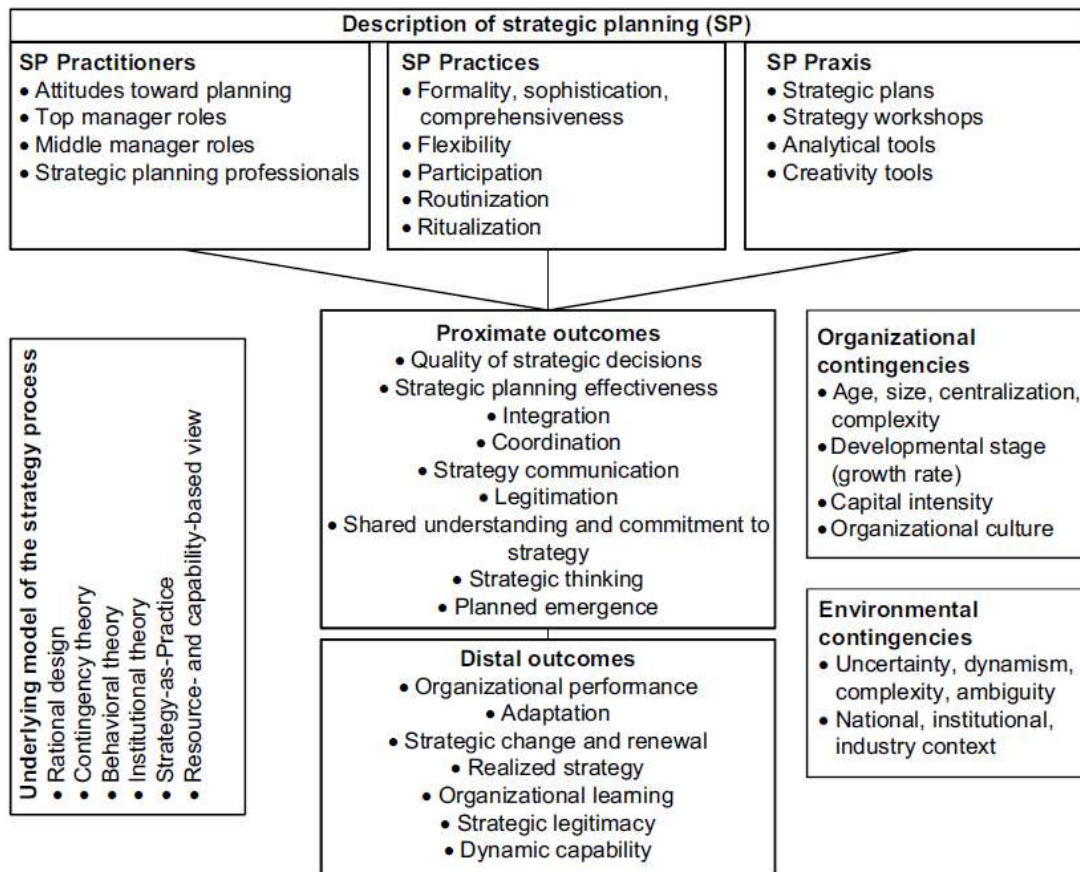 Description of strategic planning (SP)
SP Practitioners
• Attitudes toward planning
• Top manager roles
• Middle manager roles
• Strategic planning professionals
SP Practices
• Formality, sophistication,
comprehensiveness
• Flexibility
• Participation
• Routinization
• Ritualization
SP Praxis
• Strategic plans
• Strategy workshops
• Analytical tools
• Creativity tools
Underlying model of the strategy process
• Rational design
• Contingency theory
• Behavioral theory
• Institutional theory
• Strategy-as-Practice
• Resource- and capability-based view
Proximate outcomes
• Quality of strategic decisions
• Strategic planning effectiveness
• Integration
• Coordination
• Strategy communication
• Legitimation
• Shared understanding and commitment to
strategy
• Strategic thinking
• Planned emergence
Distal outcomes
• Organizational performance
• Adaptation
• Strategic change and renewal
• Realized strategy
• Organizational learning
• Strategic legitimacy
• Dynamic capability
Organizational
contingencies
• Age, size, centralization,
complexity
• Developmental stage
(growth rate)
• Capital intensity
• Organizational culture
Environmental
contingencies
• Uncertainty, dynamism,
complexity, ambiguity
• National, institutional,
industry context